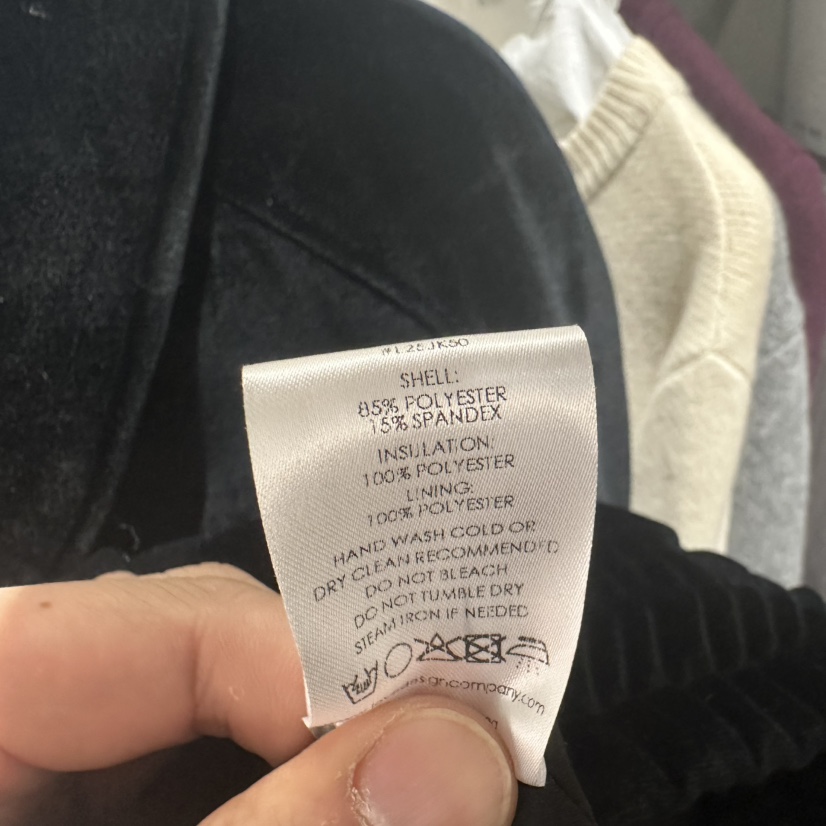 SHELL:
85% POLYESTER
15% SPANDEX
INSULATION:
100% POLYESTER
LINING:
100% POLYESTER
HAND WASH COLD OR
DRY CLEAN RECOMMENDED
DO NOT BLEACH
DO NOT TUMBLE DRY
STEAM IRON IF NEEDED